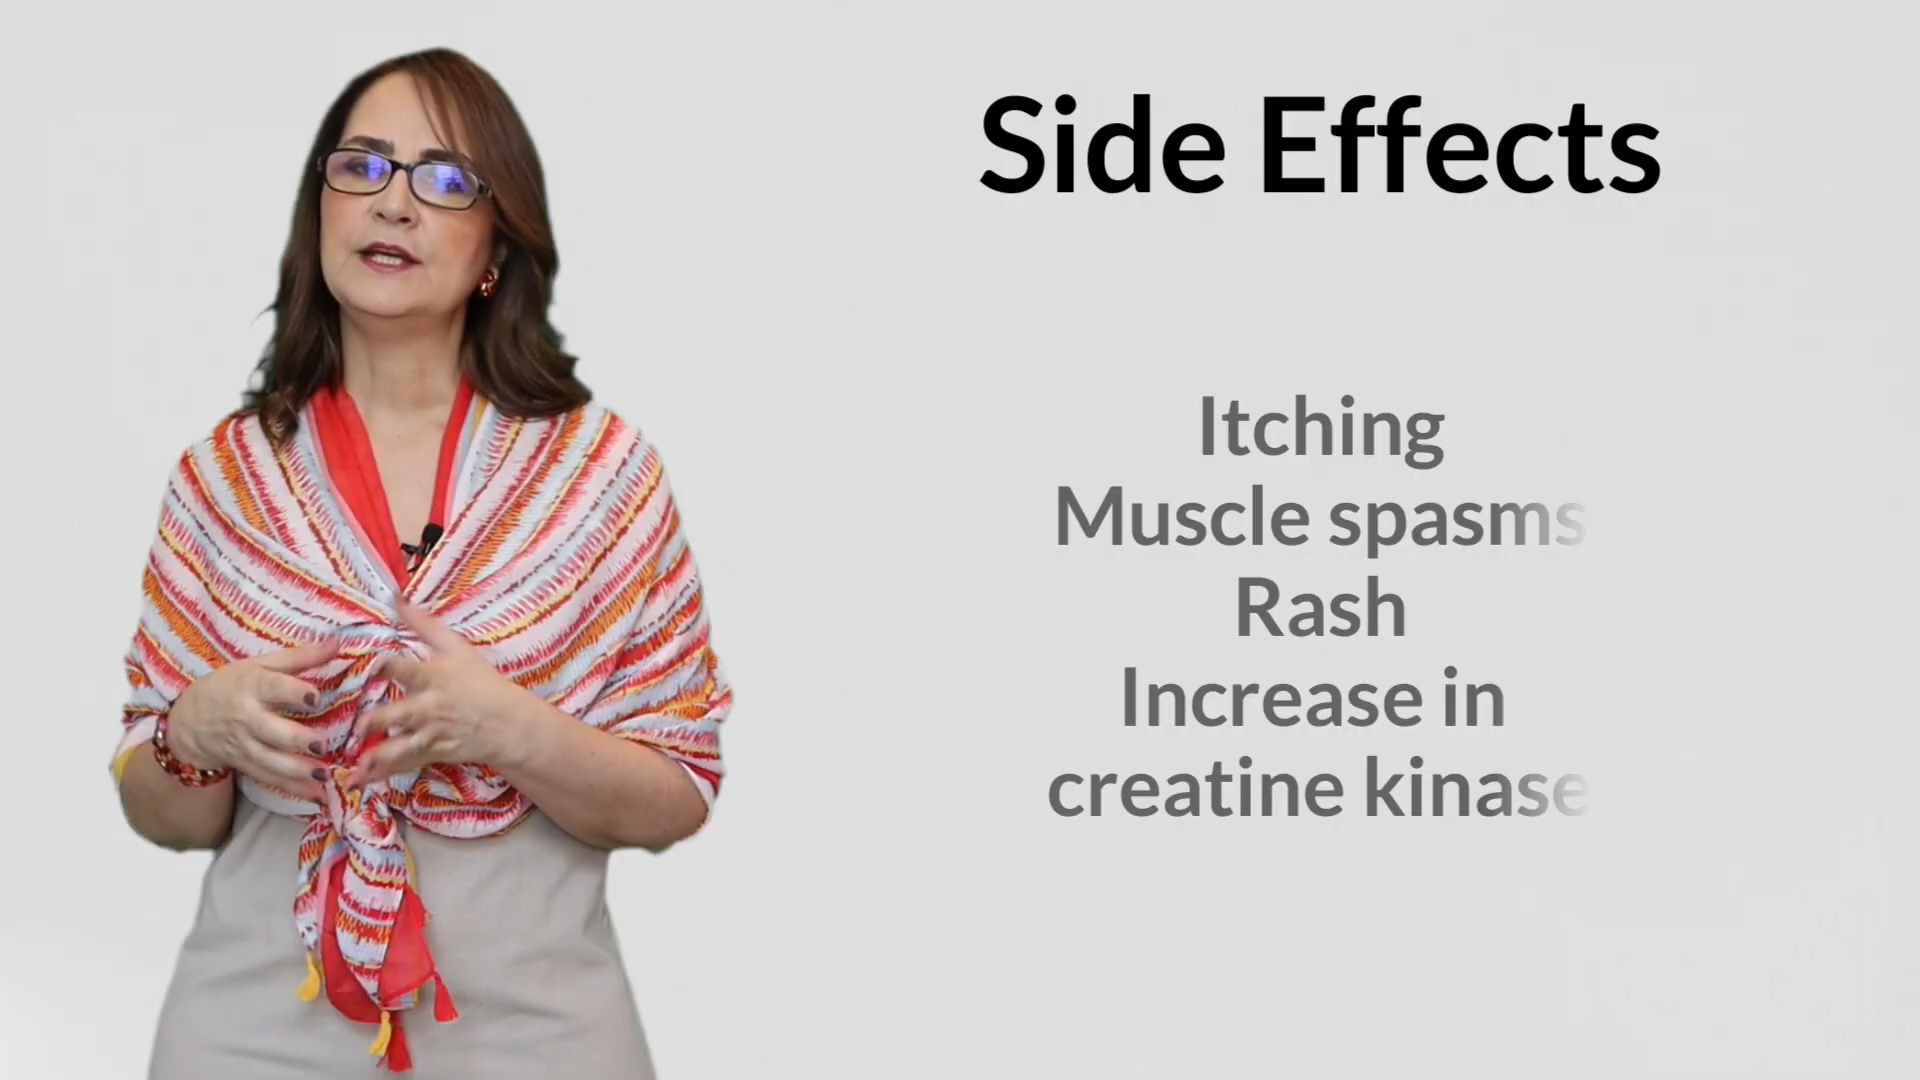 Side Effects
Itching
Muscle spasms
Rash
Increase in
creatine kinase